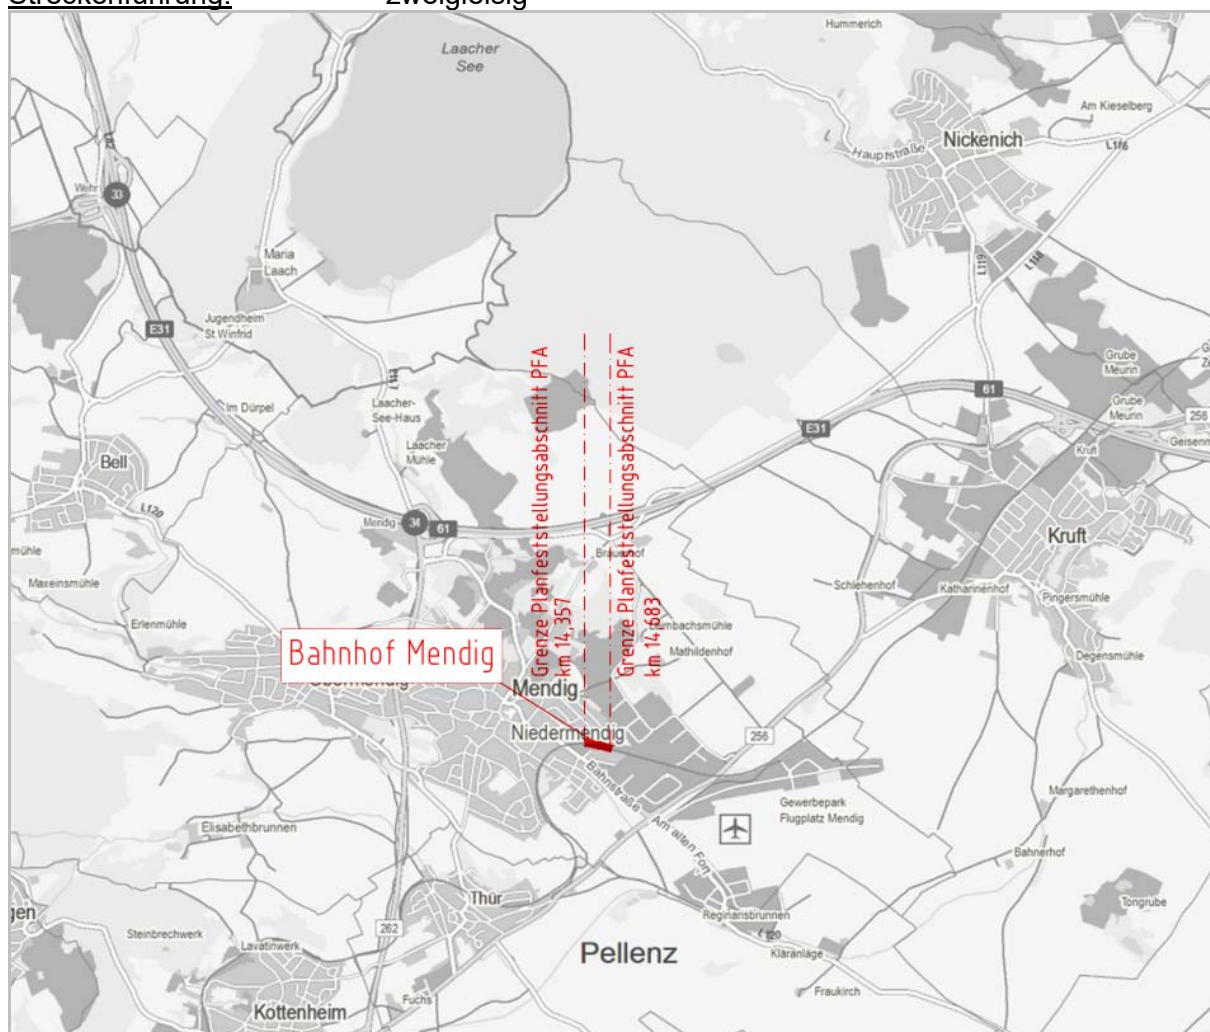 Streckenführung: zweigleisig
Hummerich
Laacher
See
Am Kieselberg
Nickenich
Hauptstraße
L116
Wehr
33
Maria
Laach
L119
L118
E31
Jugendheim
St.Winfrid
L113
Grube
Meurin
Im Dürpel
Laacher-
See-Haus
61
Grube
Meurin
256
E31
Laacher
Mühle
Kruft
Bell
L120
Mendig
34
61
Kruft
Grenze Planfeststellungsabschnitt PFA
km 14,357
Grenze Planfeststellungsabschnitt PFA
km 14,683
Maxeinsmühle
Schlehenhof
Katharinenhof
Pingersmühle
Erlenmühle
Mathildenhof
Degensmühle
Bahnhof Mendig
Mendig
Niedermendig
256
Bahnstraße
Gewerbepark
Flugplatz Mendig
Margarethenhof
Am alten Fort
Elisabethbrunnen
Bahnerhof
Thür
Tongrube
Reginarisbrunnen
Steinbrechwerk
262
L120
Lavatinwerk
Pellenz
Kläranlage
Fraukirch
Fuchs
Kottenheim